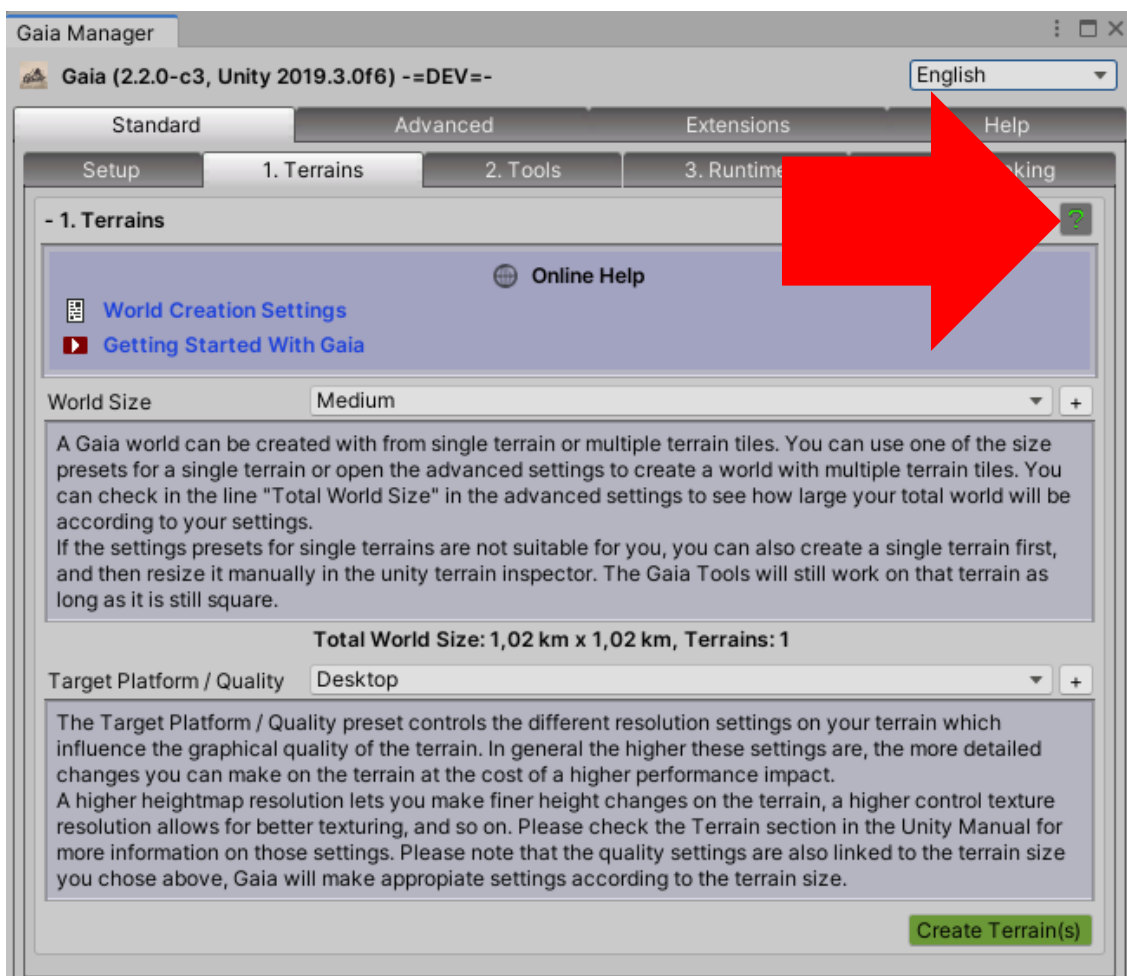 Gaia Manager
Gaia (2.2.0-c3, Unity 2019.3.0f6) -=DEV=-
English
Standard
Advanced
Extensions
Help
Setup
1. Terrains
2. Tools
3. Runtime
king
- 1. Terrains
?
Online Help
World Creation Settings
Getting Started With Gaia
World Size
Medium
+
A Gaia world can be created with from single terrain or multiple terrain tiles. You can use one of the size
presets for a single terrain or open the advanced settings to create a world with multiple terrain tiles. You
can check in the line "Total World Size" in the advanced settings to see how large your total world will be
according to your settings.
If the settings presets for single terrains are not suitable for you, you can also create a single terrain first,
and then resize it manually in the unity terrain inspector. The Gaia Tools will still work on that terrain as
long as it is still square.
Total World Size: 1,02 km x 1,02 km, Terrains: 1
Target Platform / Quality
Desktop
+
The Target Platform / Quality preset controls the different resolution settings on your terrain which
influence the graphical quality of the terrain. In general the higher these settings are, the more detailed
changes you can make on the terrain at the cost of a higher performance impact.
A higher heightmap resolution lets you make finer height changes on the terrain, a higher control texture
resolution allows for better texturing, and so on. Please check the Terrain section in the Unity Manual for
more information on those settings. Please note that the quality settings are also linked to the terrain size
you chose above, Gaia will make appropiate settings according to the terrain size.
Create Terrain(s)